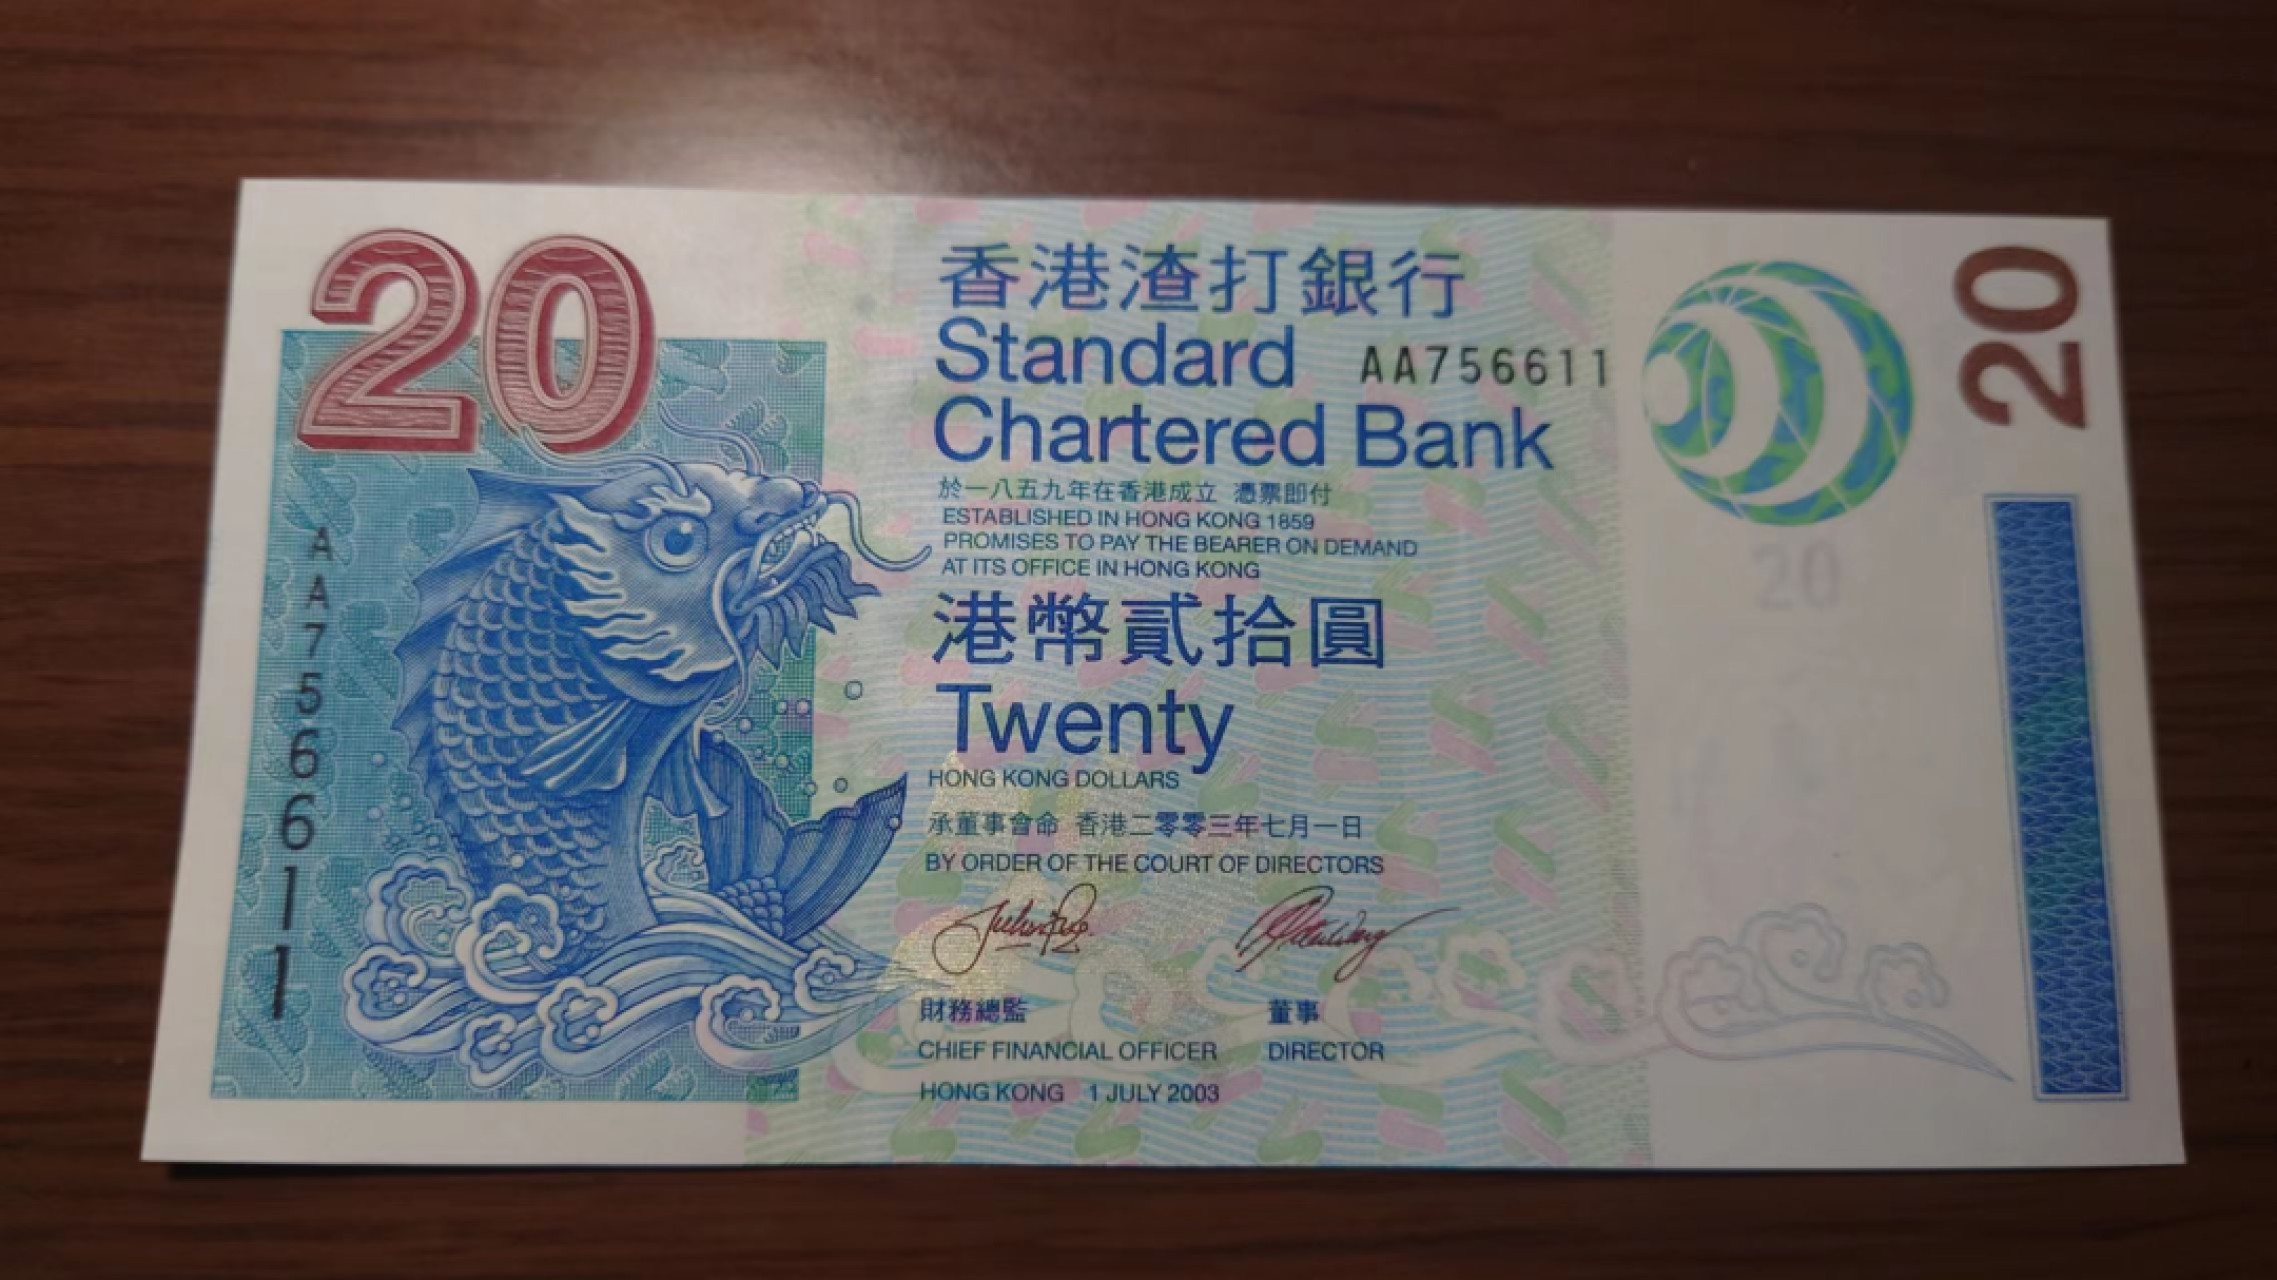 20
香港渣打銀行
Standard
Chartered Bank
AA756611
20
於一八五九年在香港成立 憑票即付
ESTABLISHED IN HONG KONG 1859
PROMISES TO PAY THE BEARER ON DEMAND
AT ITS OFFICE IN HONG KONG
20
港幣貳拾圓
Twenty
HONG KONG DOLLARS
承董事會命 香港二零零三年七月一日
BY ORDER OF THE COURT OF DIRECTORS
財務總監
董事
CHIEF FINANCIAL OFFICER
DIRECTOR
HONG KONG 1 JULY 2003
AA756611